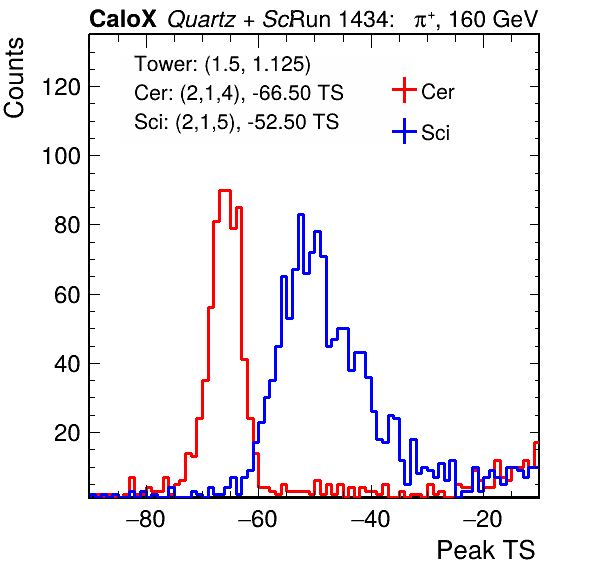 CaloX Quartz + ScRun 1434: π⁺, 160 GeV
Counts
Tower: (1.5, 1.125)
Cer: (2,1,4), -66.50 TS
Sci: (2,1,5), -52.50 TS
Cer
Sci
120
100
80
60
40
20
−80 −60 −40 −20
Peak TS